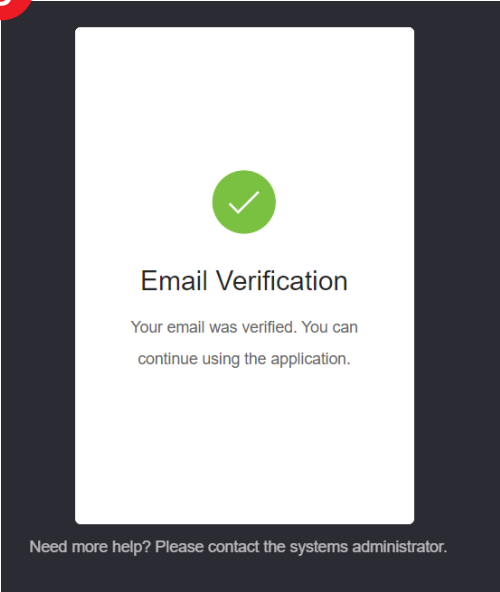 Email Verification
Your email was verified. You can
continue using the application.
Need more help? Please contact the systems administrator.